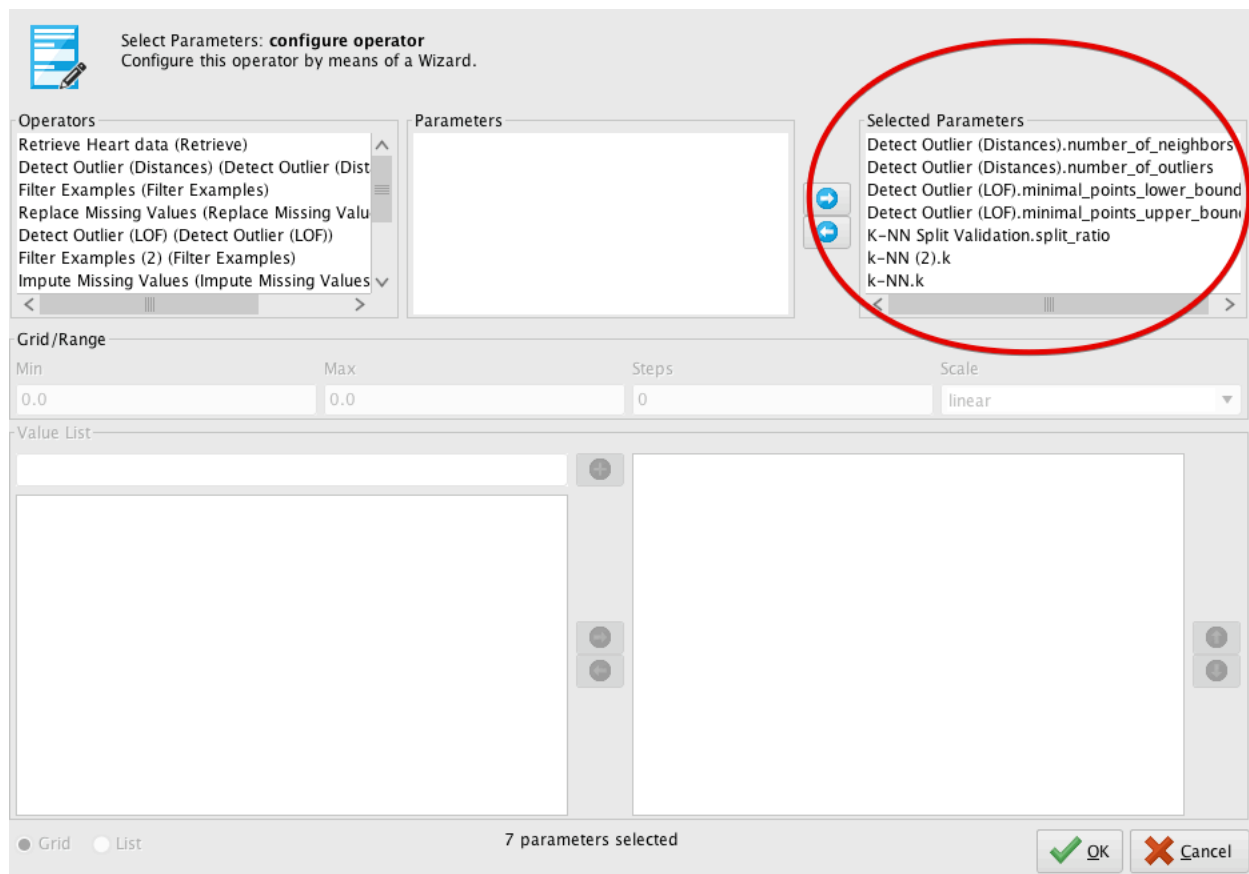 Select Parameters: configure operator
Configure this operator by means of a Wizard.
Operators
Retrieve Heart data (Retrieve)
Detect Outlier (Distances) (Detect Outlier (Dist
Filter Examples (Filter Examples)
Replace Missing Values (Replace Missing Valu
Detect Outlier (LOF) (Detect Outlier (LOF))
Filter Examples (2) (Filter Examples)
Impute Missing Values (Impute Missing Values
Parameters
Selected Parameters
Detect Outlier (Distances).number_of_neighbors
Detect Outlier (Distances).number_of_outliers
Detect Outlier (LOF).minimal_points_lower_bound
Detect Outlier (LOF).minimal_points_upper_boun
K-NN Split Validation.split_ratio
k-NN (2).k
k-NN.k
Grid/Range
Min Max Steps Scale
0.0 0.0 0 linear
Value List
Grid List 7 parameters selected OK Cancel